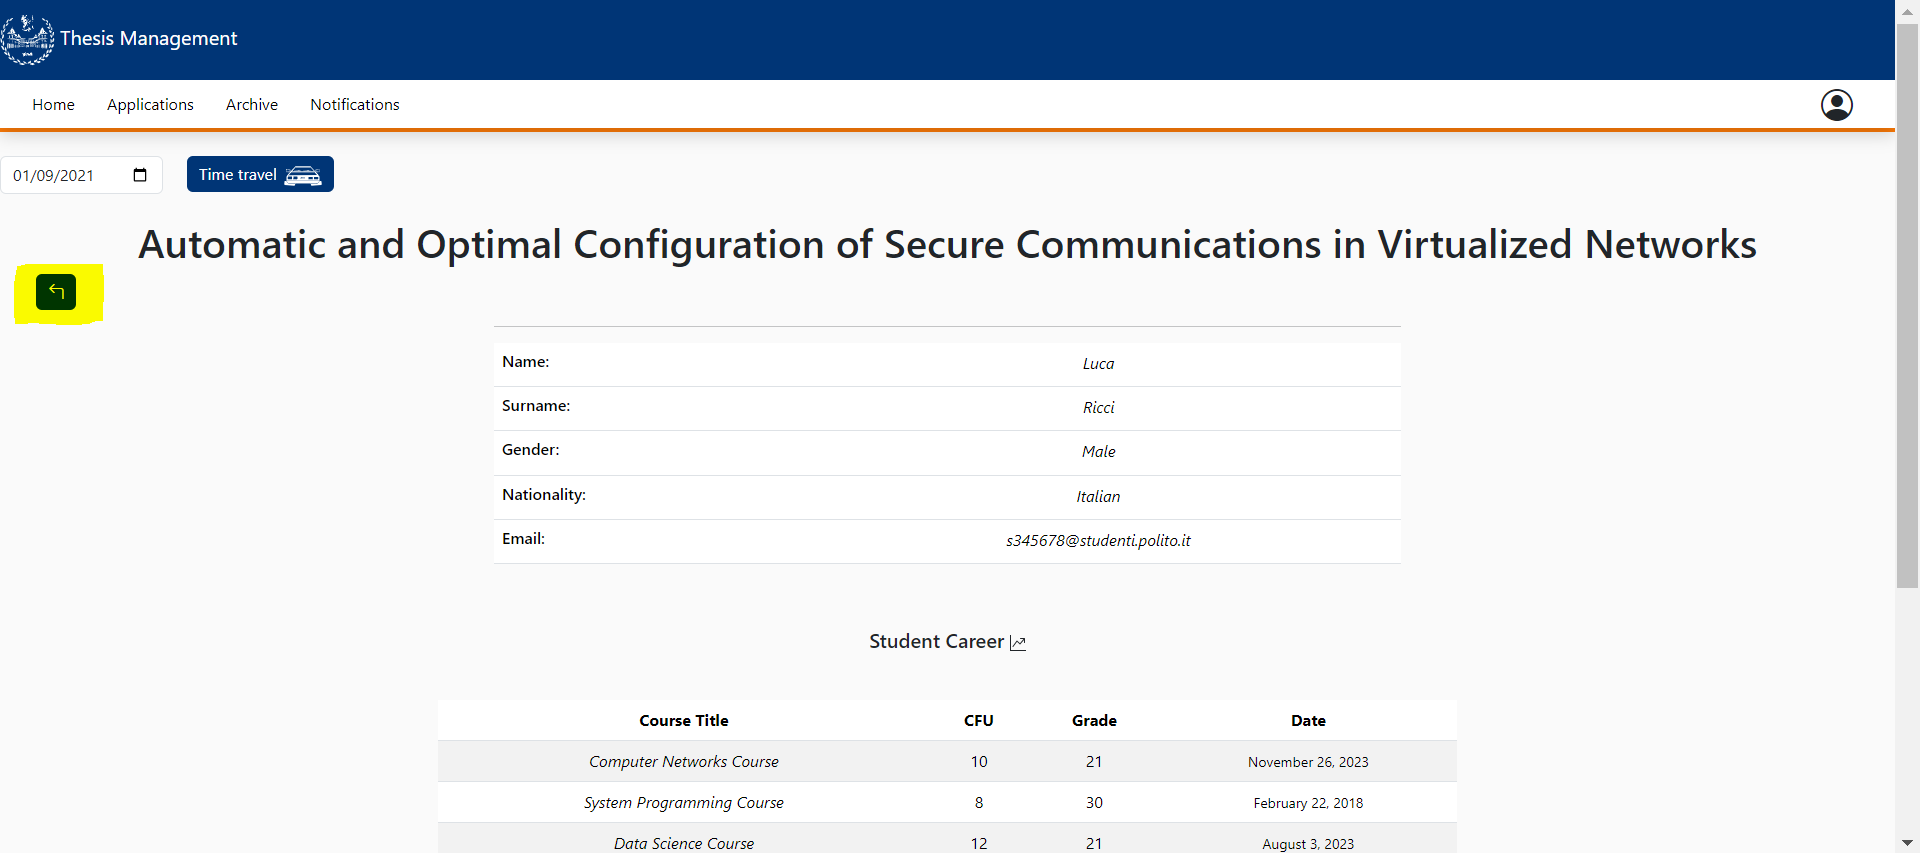 Thesis Management
Home Applications Archive Notifications
01/09/2021 Time travel
Automatic and Optimal Configuration of Secure Communications in Virtualized Networks
Name: Luca
Surname: Ricci
Gender: Male
Nationality: Italian
Email: s345678@studenti.polito.it
Student Career
Course Title CFU Grade Date
Computer Networks Course 10 21 November 26, 2023
System Programming Course 8 30 February 22, 2018
Data Science Course 12 21 August 3, 2023